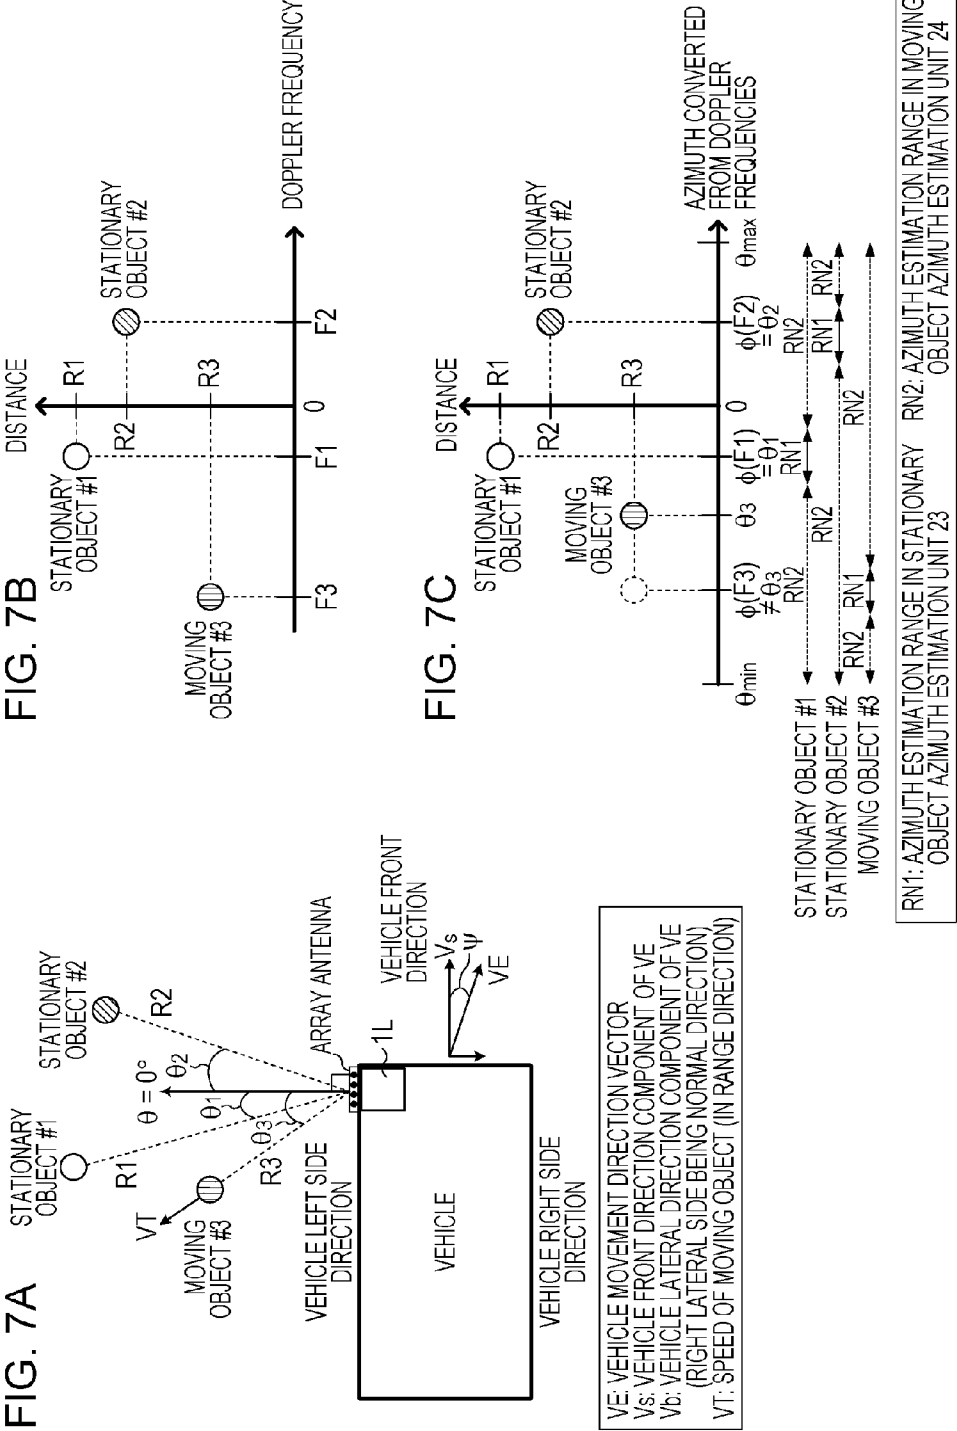 FIG. 7A
STATIONARY
OBJECT #1
STATIONARY
OBJECT #2
θ = 0°
R1
R2
VT
θ1
θ2
θ3
R3
MOVING
OBJECT #3
ARRAY ANTENNA
VEHICLE LEFT SIDE
DIRECTION
1L
VEHICLE FRONT
DIRECTION
VEHICLE
Vs
ψ
VE
VEHICLE RIGHT SIDE
DIRECTION
VE: VEHICLE MOVEMENT DIRECTION VECTOR
Vs: VEHICLE FRONT DIRECTION COMPONENT OF VE
Vb: VEHICLE LATERAL DIRECTION COMPONENT OF VE
(RIGHT LATERAL SIDE BEING NORMAL DIRECTION)
VT: SPEED OF MOVING OBJECT (IN RANGE DIRECTION)
FIG. 7B
DISTANCE
STATIONARY
OBJECT #1
R1
STATIONARY
OBJECT #2
R2
MOVING
OBJECT #3
R3
F3
F1
0
F2
DOPPLER FREQUENCY
FIG. 7C
DISTANCE
STATIONARY
OBJECT #1
R1
STATIONARY
OBJECT #2
R2
MOVING
OBJECT #3
R3
AZIMUTH CONVERTED
FROM DOPPLER
FREQUENCIES
θmin
ϕ(F3)
≠ θ3
θ3
ϕ(F1)
= θ1
0
ϕ(F2)
= θ2
θmax
STATIONARY OBJECT #1
RN2
RN1
RN2
STATIONARY OBJECT #2
RN2
RN1
RN2
MOVING OBJECT #3
RN2
RN1
RN2
RN1: AZIMUTH ESTIMATION RANGE IN STATIONARY
OBJECT AZIMUTH ESTIMATION UNIT 23
RN2: AZIMUTH ESTIMATION RANGE IN MOVING
OBJECT AZIMUTH ESTIMATION UNIT 24